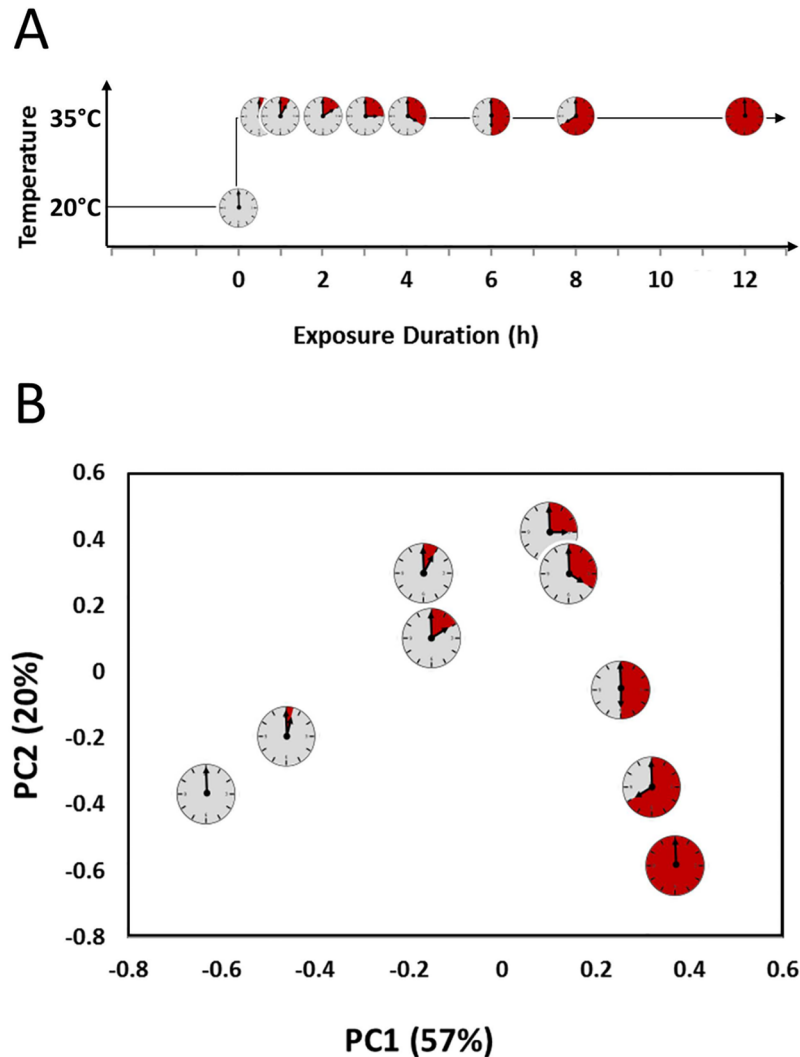 A
Temperature
35°C
20°C
0 2 4 6 8 10 12
Exposure Duration (h)
B
PC2 (20%)
0.6
0.4
0.2
0
-0.2
-0.4
-0.6
-0.8
-0.8 -0.6 -0.4 -0.2 0 0.2 0.4 0.6
PC1 (57%)